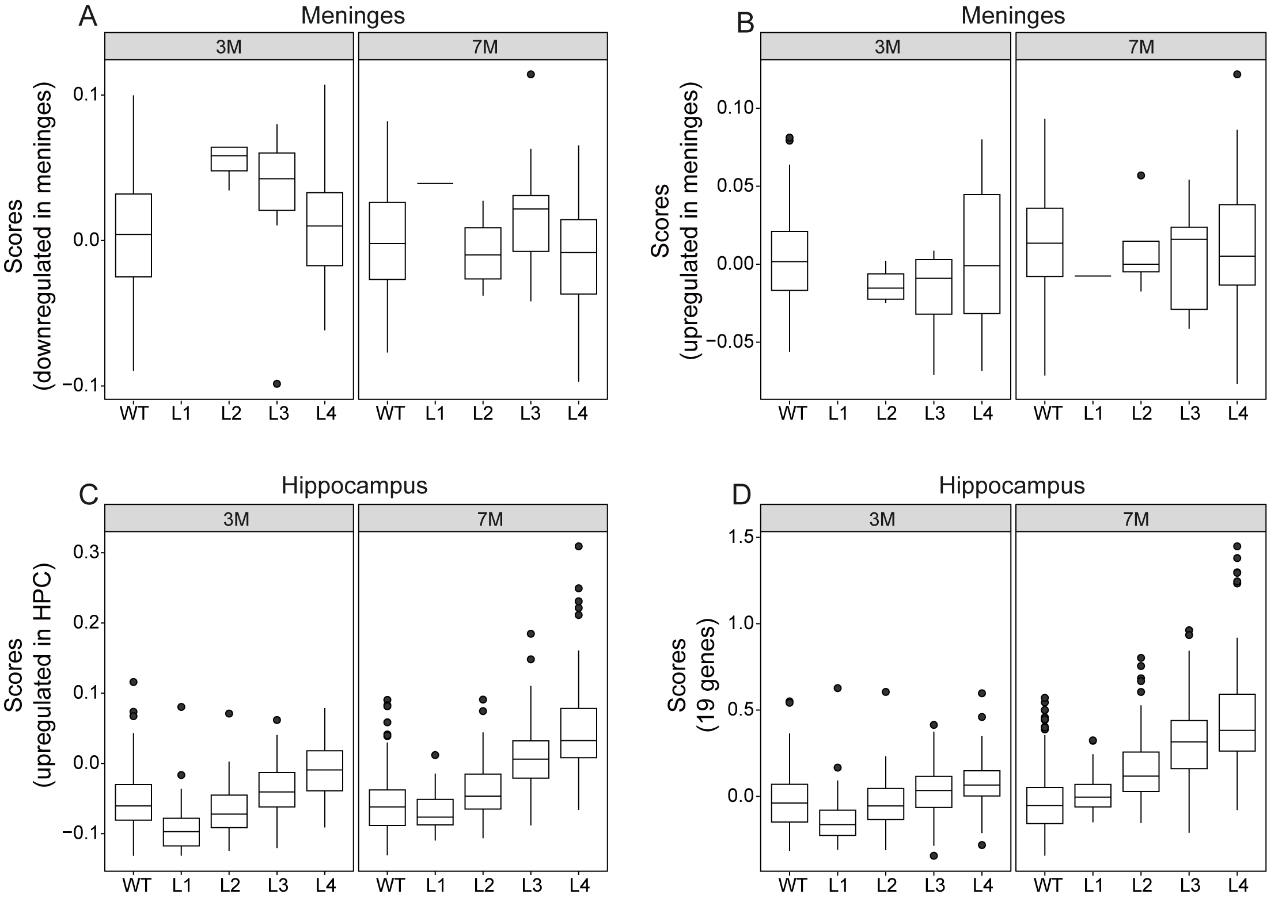 A
Meninges
3M
7M
Scores
(downregulated in meninges)
0.1
0.0
−0.1
WT
L1
L2
L3
L4
WT
L1
L2
L3
L4
B
Meninges
3M
7M
Scores
(upregulated in meninges)
0.10
0.05
0.00
−0.05
WT
L1
L2
L3
L4
WT
L1
L2
L3
L4
C
Hippocampus
3M
7M
Scores
(upregulated in HPC)
0.3
0.2
0.1
0.0
−0.1
WT
L1
L2
L3
L4
WT
L1
L2
L3
L4
D
Hippocampus
3M
7M
Scores
(19 genes)
1.5
1.0
0.5
0.0
WT
L1
L2
L3
L4
WT
L1
L2
L3
L4